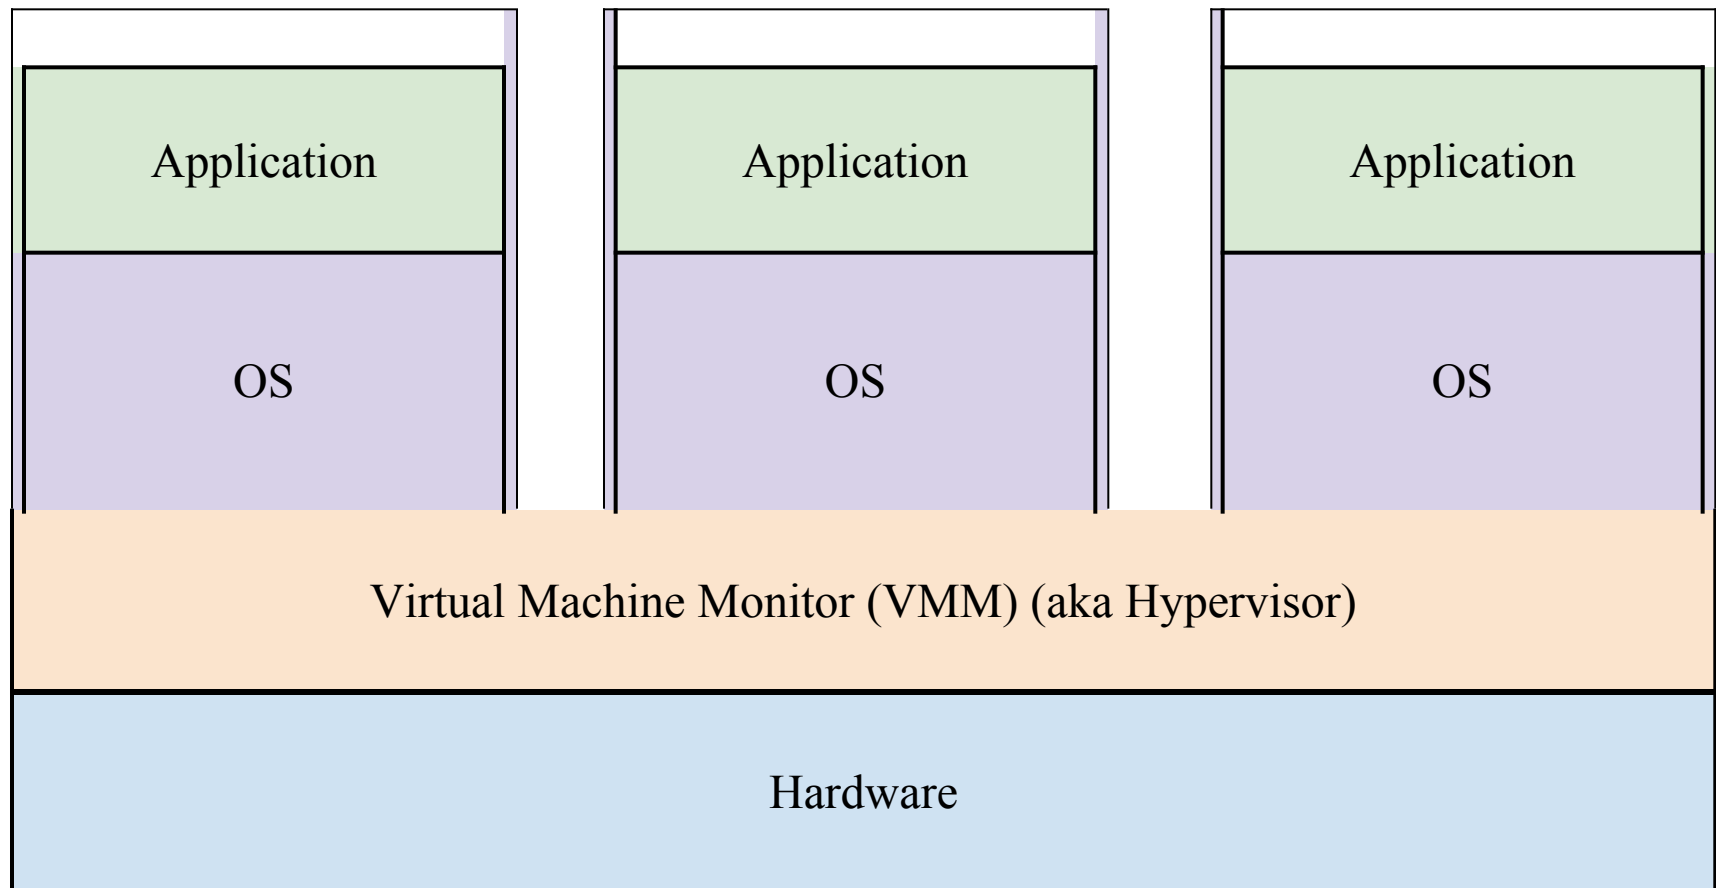 Application
Application
Application
OS
OS
OS
Virtual Machine Monitor (VMM) (aka Hypervisor)
Hardware